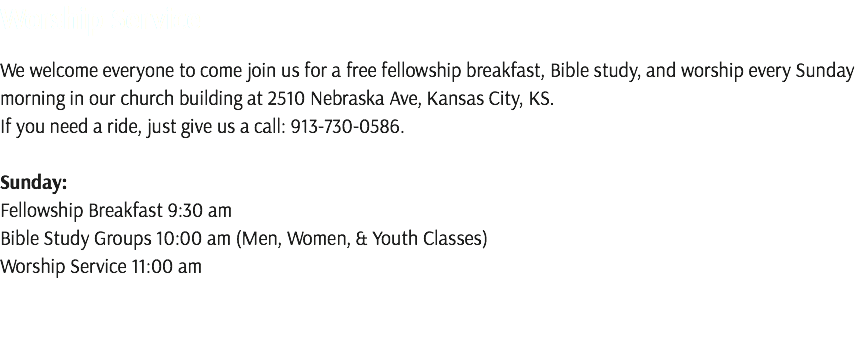 We welcome everyone to come join us for a free fellowship breakfast, Bible study, and worship every Sunday
morning in our church building at 2510 Nebraska Ave, Kansas City, KS.
If you need a ride, just give us a call: 913-730-0586.
Sunday:
Fellowship Breakfast 9:30 am
Bible Study Groups 10:00 am (Men, Women, & Youth Classes)
Worship Service 11:00 am